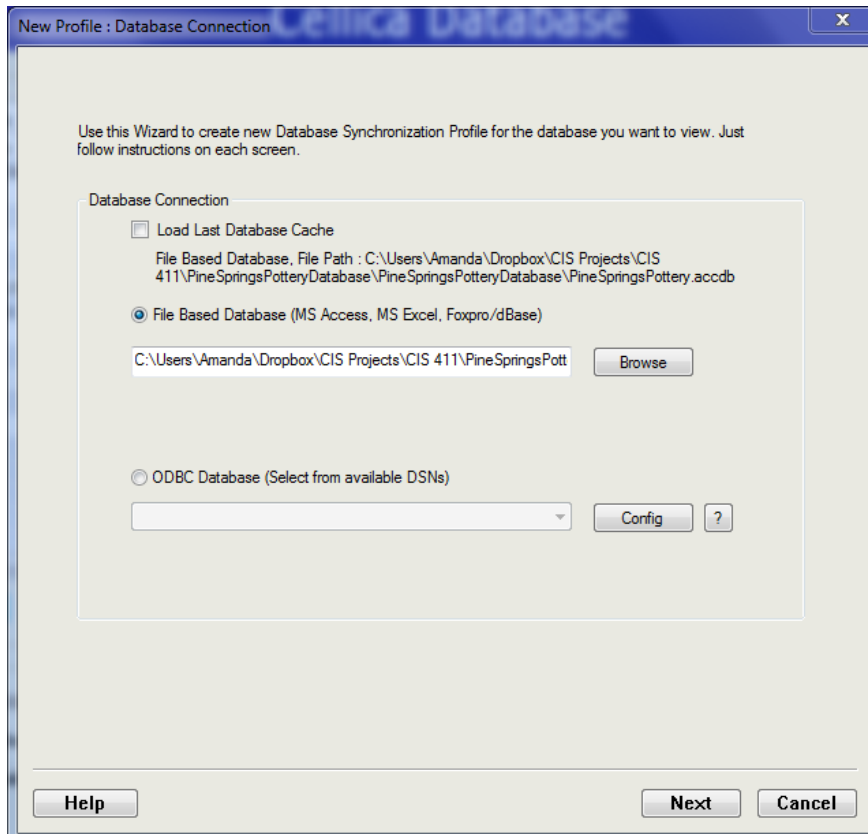 Cellica Database
New Profile : Database Connection
X
Use this Wizard to create new Database Synchronization Profile for the database you want to view. Just
follow instructions on each screen.
Database Connection
Load Last Database Cache
File Based Database, File Path : C:\Users\Amanda\Dropbox\CIS Projects\CIS
411\PineSpringsPotteryDatabase\PineSpringsPotteryDatabase\PineSpringsPottery.accdb
File Based Database (MS Access, MS Excel, Foxpro/dBase)
C:\Users\Amanda\Dropbox\CIS Projects\CIS 411\PineSpringsPott
Browse
ODBC Database (Select from available DSNs)
Config
?
Help
Next
Cancel